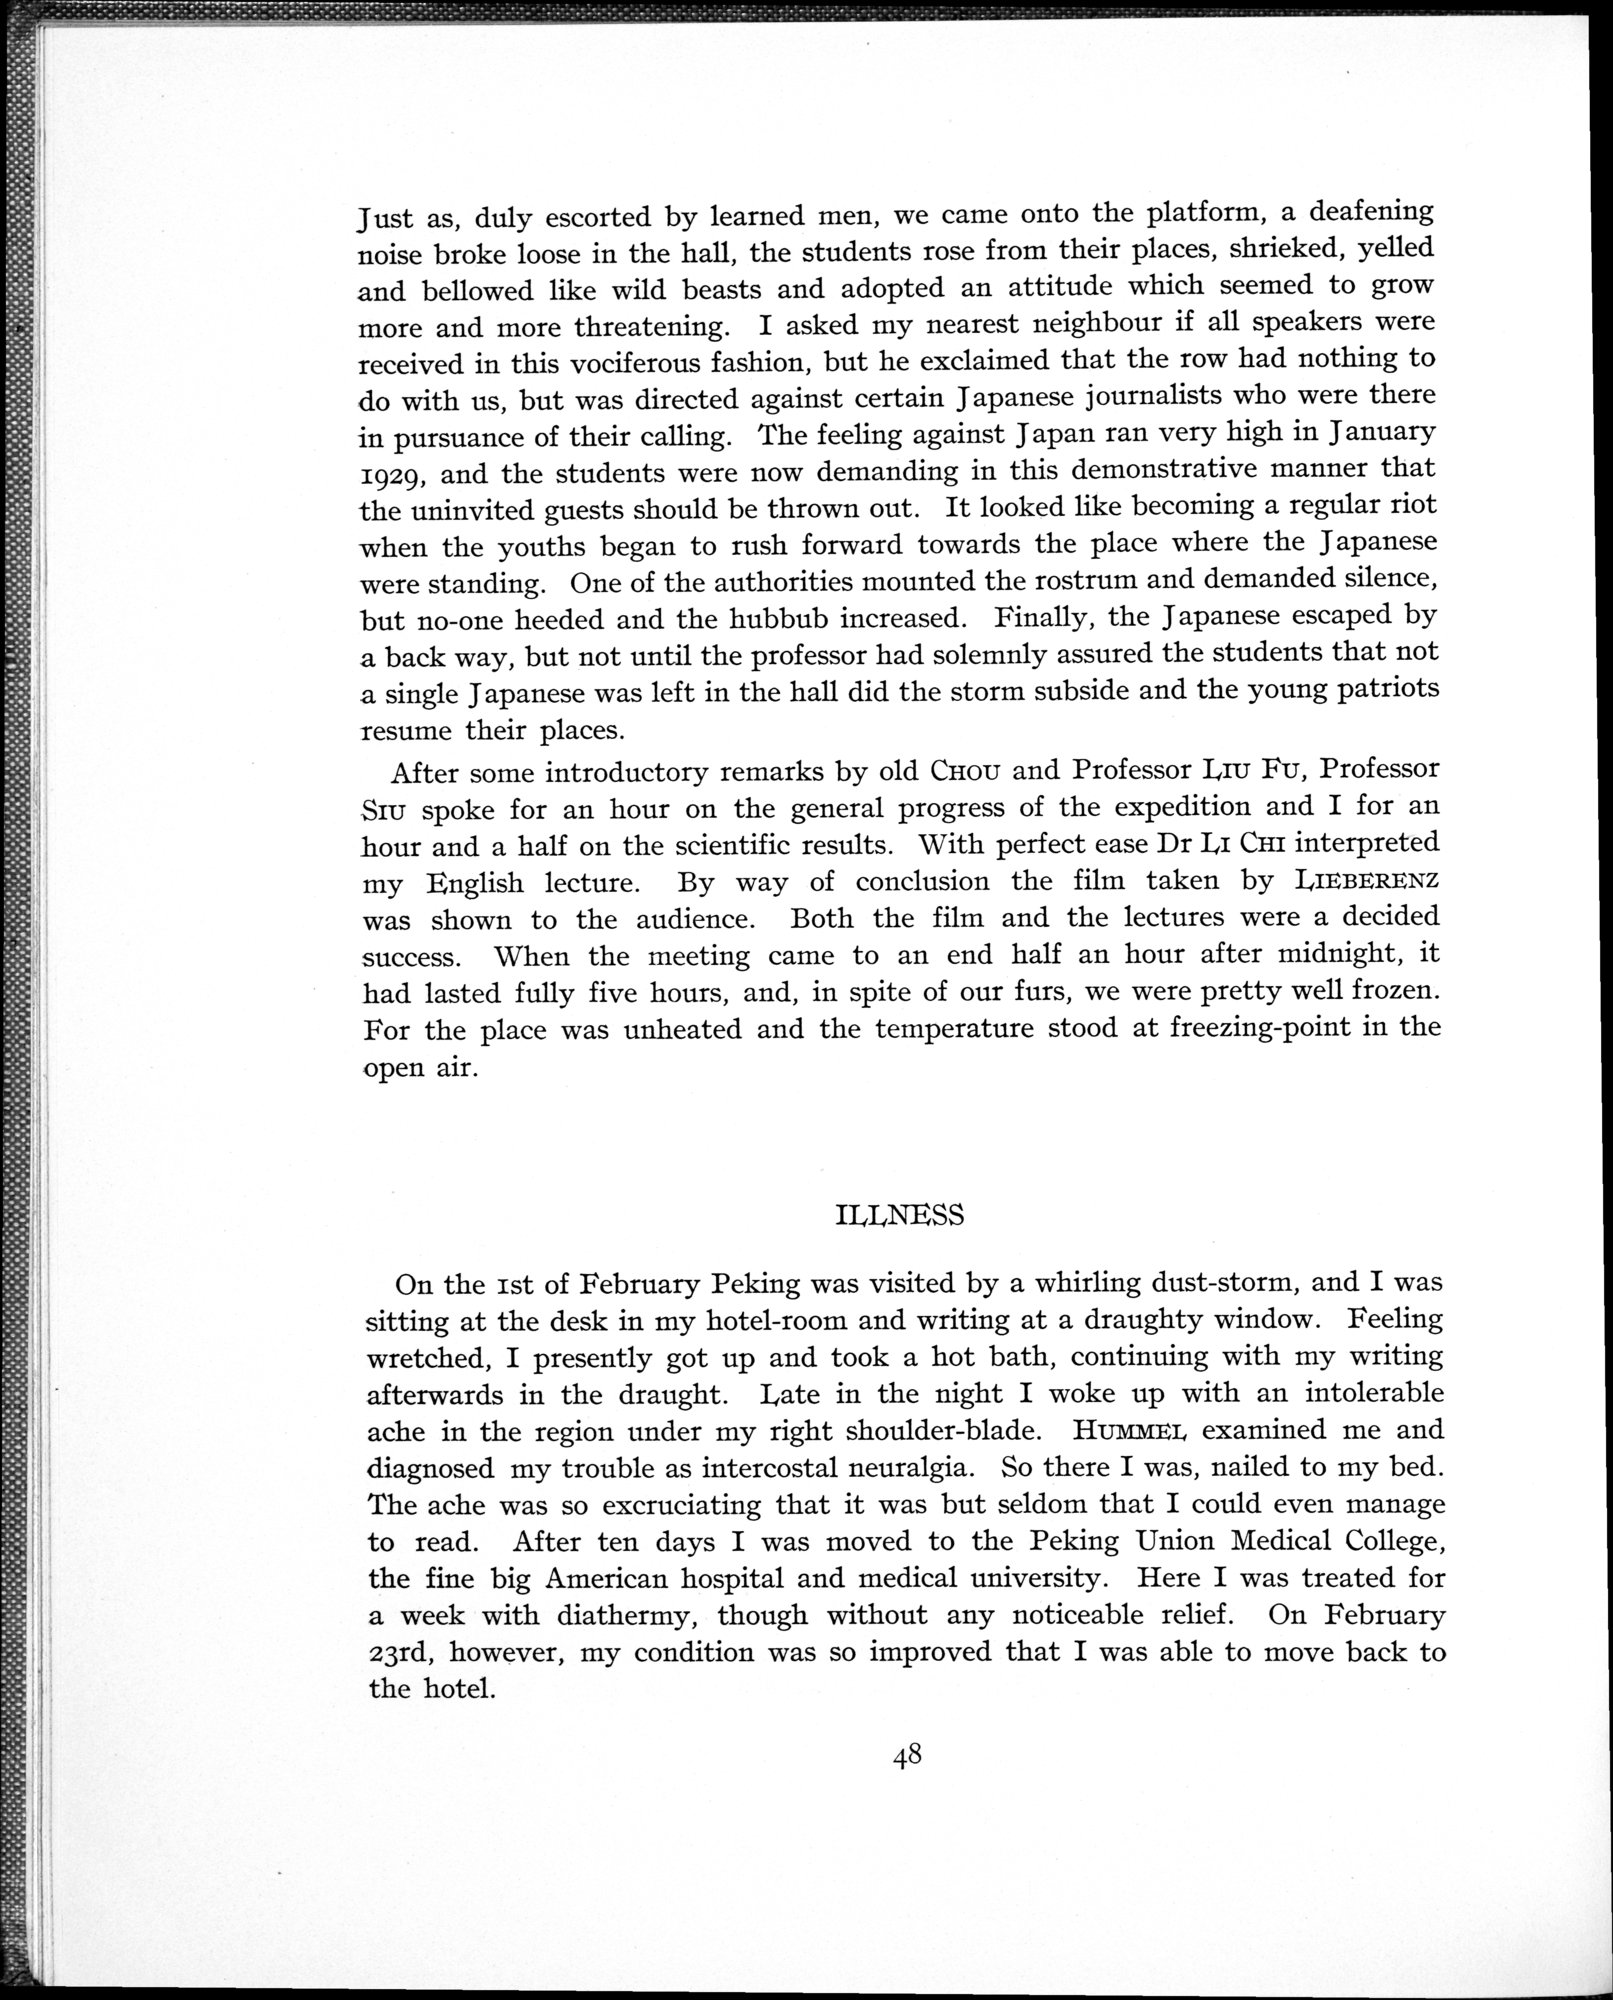 Just as, duly escorted by learned men, we came onto the platform, a deafening
noise broke loose in the hall, the students rose from their places, shrieked, yelled
and bellowed like wild beasts and adopted an attitude which seemed to grow
more and more threatening. I asked my nearest neighbour if all speakers were
received in this vociferous fashion, but he exclaimed that the row had nothing to
do with us, but was directed against certain Japanese journalists who were there
in pursuance of their calling. The feeling against Japan ran very high in January
1929, and the students were now demanding in this demonstrative manner that
the uninvited guests should be thrown out. It looked like becoming a regular riot
when the youths began to rush forward towards the place where the Japanese
were standing. One of the authorities mounted the rostrum and demanded silence,
but no-one heeded and the hubbub increased. Finally, the Japanese escaped by
a back way, but not until the professor had solemnly assured the students that not
a single Japanese was left in the hall did the storm subside and the young patriots
resume their places.
After some introductory remarks by old CHOU and Professor LIU FU, Professor
SIU spoke for an hour on the general progress of the expedition and I for an
hour and a half on the scientific results. With perfect ease Dr LI CHI interpreted
my English lecture. By way of conclusion the film taken by LIEBERENZ
was shown to the audience. Both the film and the lectures were a decided
success. When the meeting came to an end half an hour after midnight, it
had lasted fully five hours, and, in spite of our furs, we were pretty well frozen.
For the place was unheated and the temperature stood at freezing-point in the
open air.
ILLNESS
On the 1st of February Peking was visited by a whirling dust-storm, and I was
sitting at the desk in my hotel-room and writing at a draughty window. Feeling
wretched, I presently got up and took a hot bath, continuing with my writing
afterwards in the draught. Late in the night I woke up with an intolerable
ache in the region under my right shoulder-blade. HUMMEL examined me and
diagnosed my trouble as intercostal neuralgia. So there I was, nailed to my bed.
The ache was so excruciating that it was but seldom that I could even manage
to read. After ten days I was moved to the Peking Union Medical College,
the fine big American hospital and medical university. Here I was treated for
a week with diathermy, though without any noticeable relief. On February
23rd, however, my condition was so improved that I was able to move back to
the hotel.
48